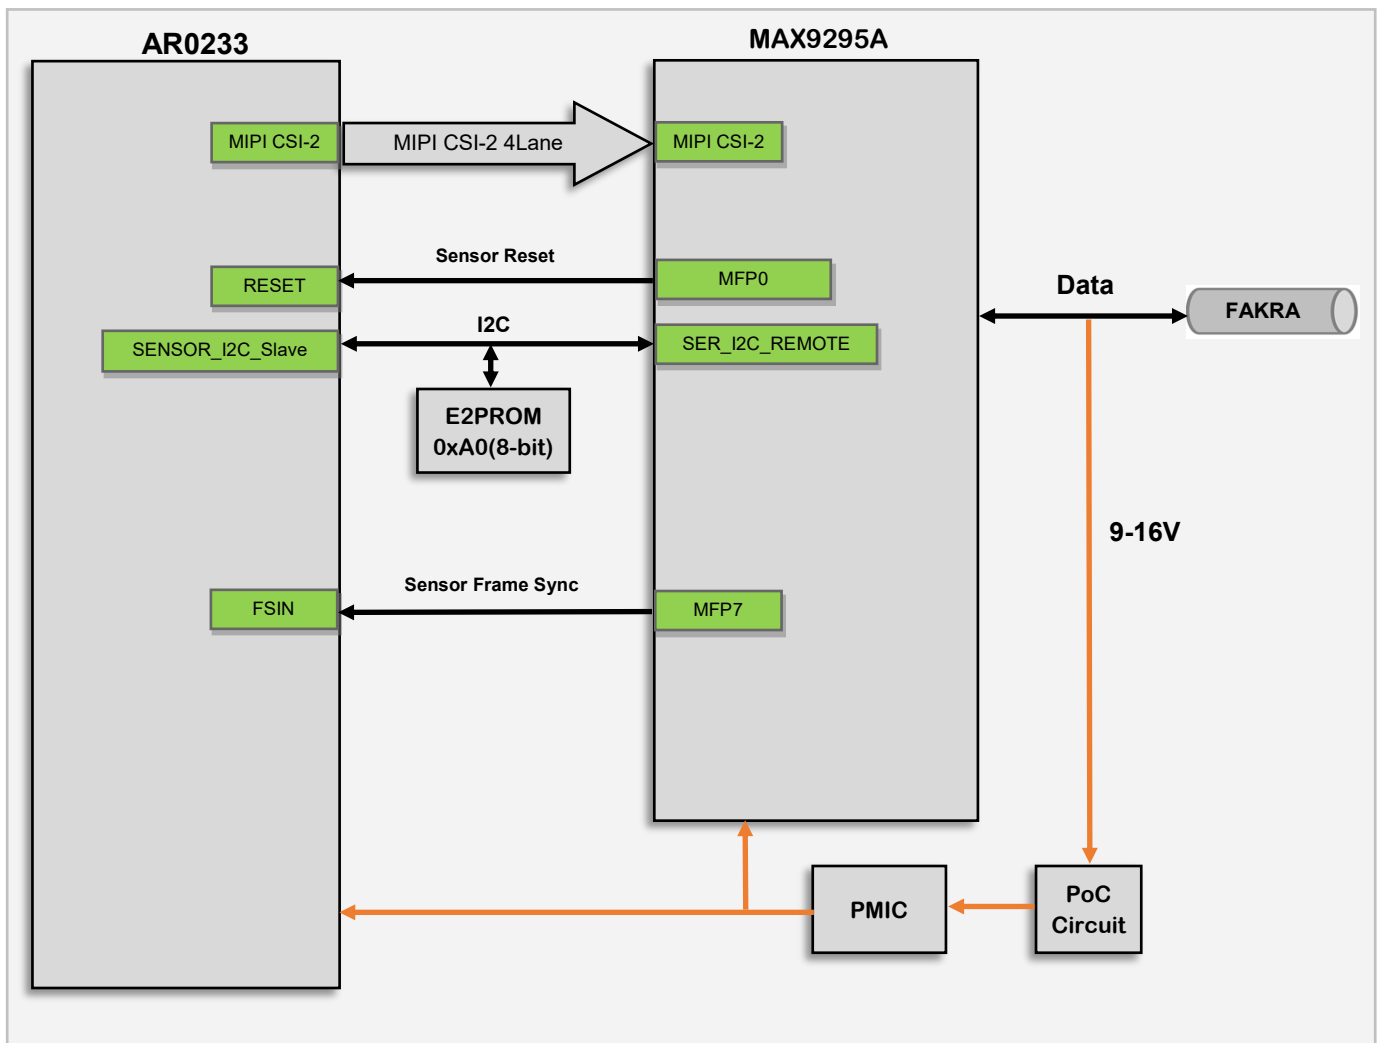 AR0233
MAX9295A
MIPI CSI-2
MIPI CSI-2 4Lane
MIPI CSI-2
Sensor Reset
RESET
MFP0
Data
FAKRA
I2C
SENSOR_I2C_Slave
SER_I2C_REMOTE
E2PROM
0xA0(8-bit)
9-16V
Sensor Frame Sync
FSIN
MFP7
PMIC
PoC
Circuit